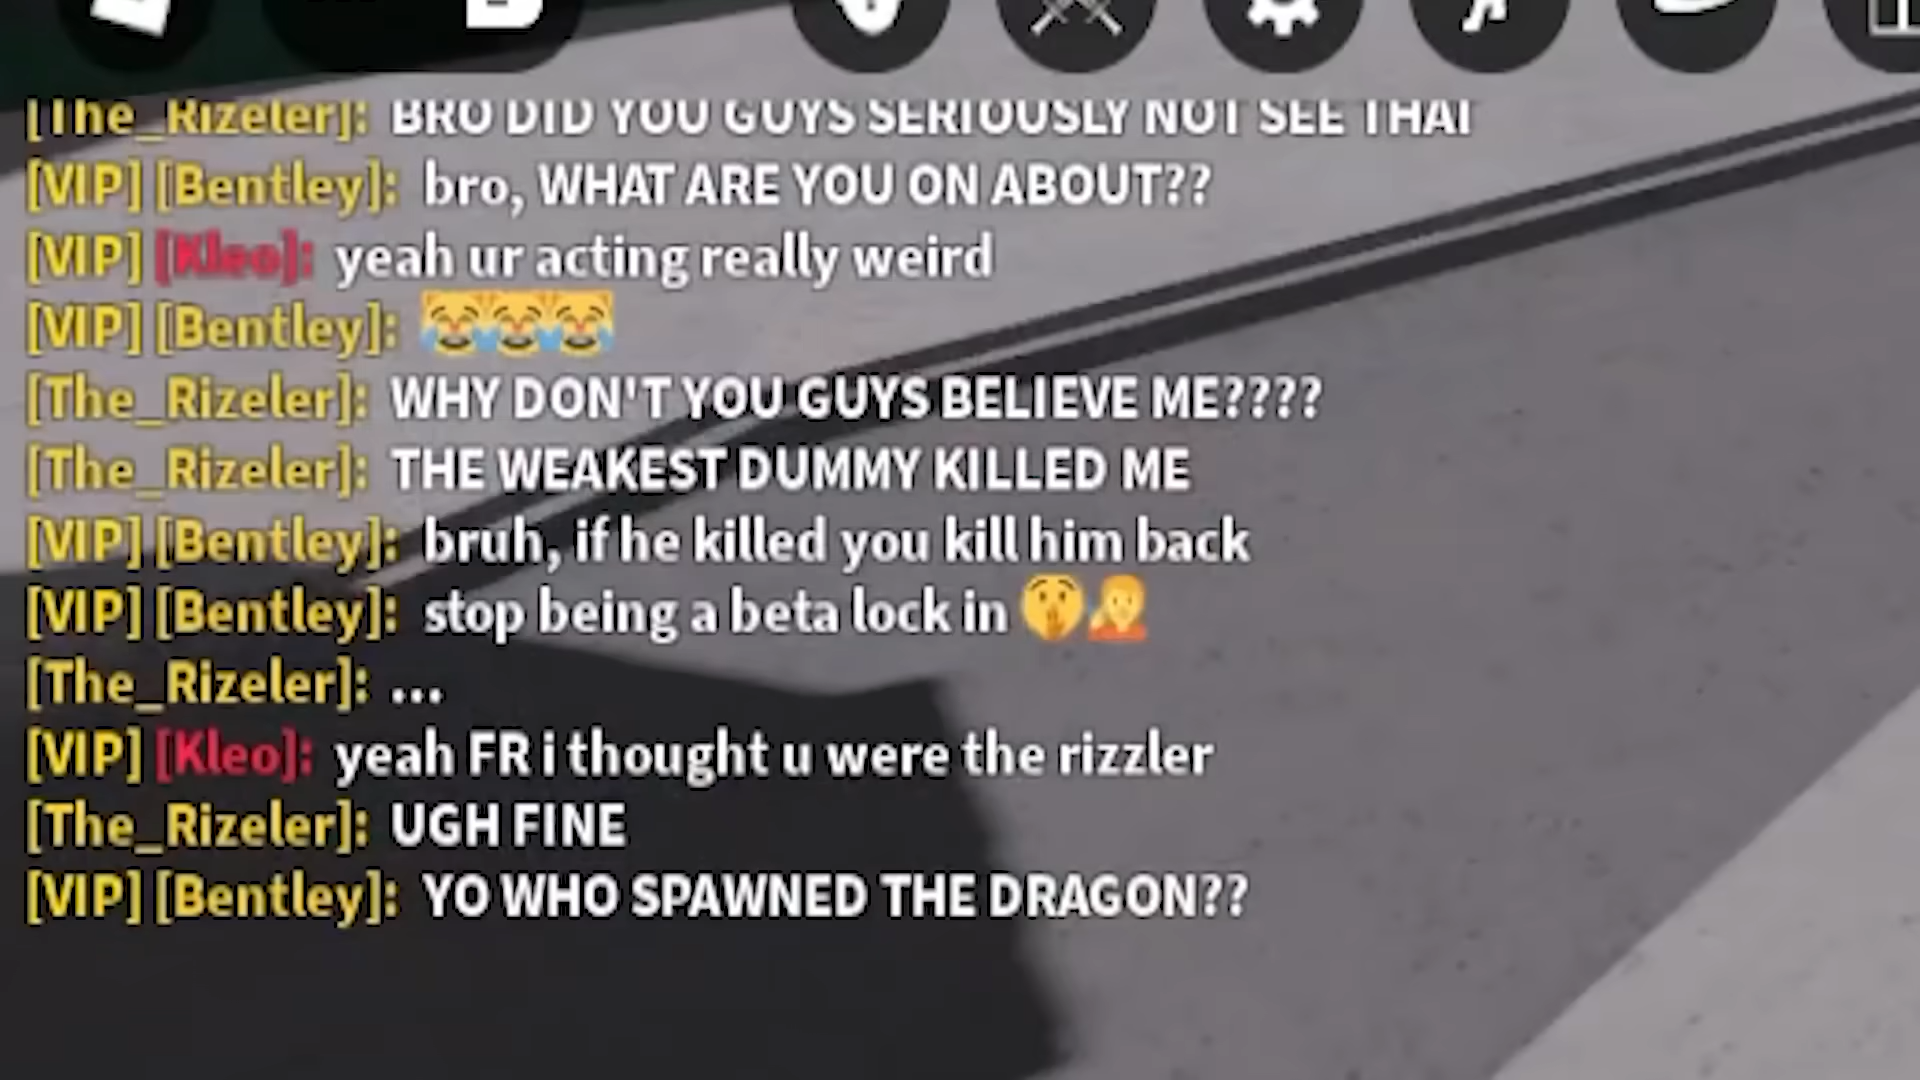 [The_Rizeler]: BRO DID YOU GUYS SERIOUSLY NOT SEE THAT
[VIP] [Bentley]: bro, WHAT ARE YOU ON ABOUT??
[VIP] [Kleo]: yeah ur acting really weird
[VIP] [Bentley]: 😹😹😹
[The_Rizeler]: WHY DON'T YOU GUYS BELIEVE ME????
[The_Rizeler]: THE WEAKEST DUMMY KILLED ME
[VIP] [Bentley]: bruh, if he killed you kill him back
[VIP] [Bentley]: stop being a beta lock in 🤫🧏
[The_Rizeler]: ...
[VIP] [Kleo]: yeah FR i thought u were the rizzler
[The_Rizeler]: UGH FINE
[VIP] [Bentley]: YO WHO SPAWNED THE DRAGON??